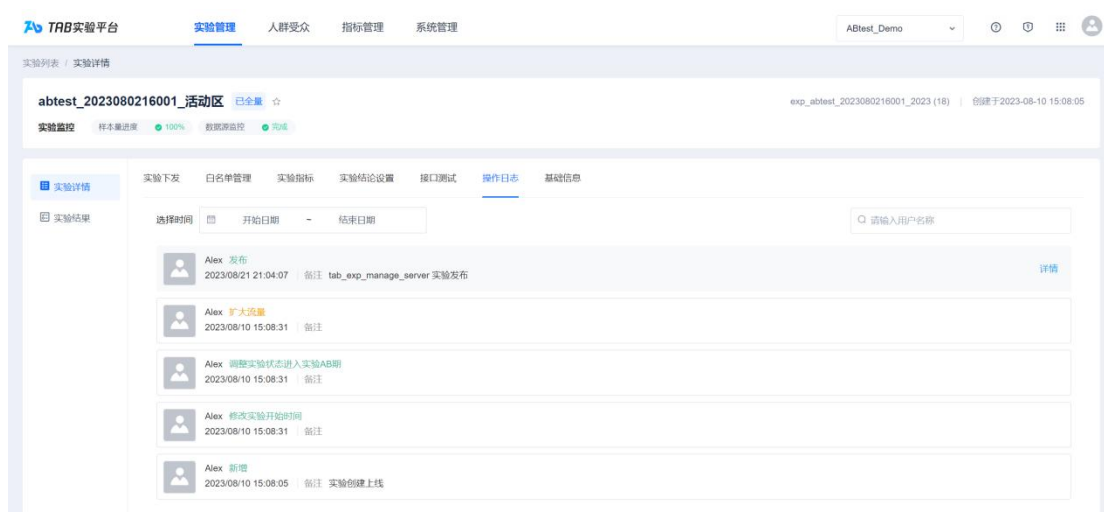 TAB实验平台 实验管理 人群受众 指标管理 系统管理 ABtest_Demo
实验列表 / 实验详情
abtest_2023080216001_活动区 已全量 exp_abtest_2023080216001_2023 (18) 创建于2023-08-10 15:08:05
实验监控 样本量进度 100% 数据源监控 完成
实验详情 实验下发 白名单管理 实验指标 实验结论设置 接口测试 操作日志 基础信息
实验结果 选择时间 开始日期 ~ 结束日期 请输入用户名称
Alex 发布
2023/08/21 21:04:07 备注 tab_exp_manage_server 实验发布 详情
Alex 扩大流量
2023/08/10 15:08:31 备注
Alex 调整实验状态进入实验AB期
2023/08/10 15:08:31 备注
Alex 修改实验开始时间
2023/08/10 15:08:31 备注
Alex 新增
2023/08/10 15:08:05 备注 实验创建上线